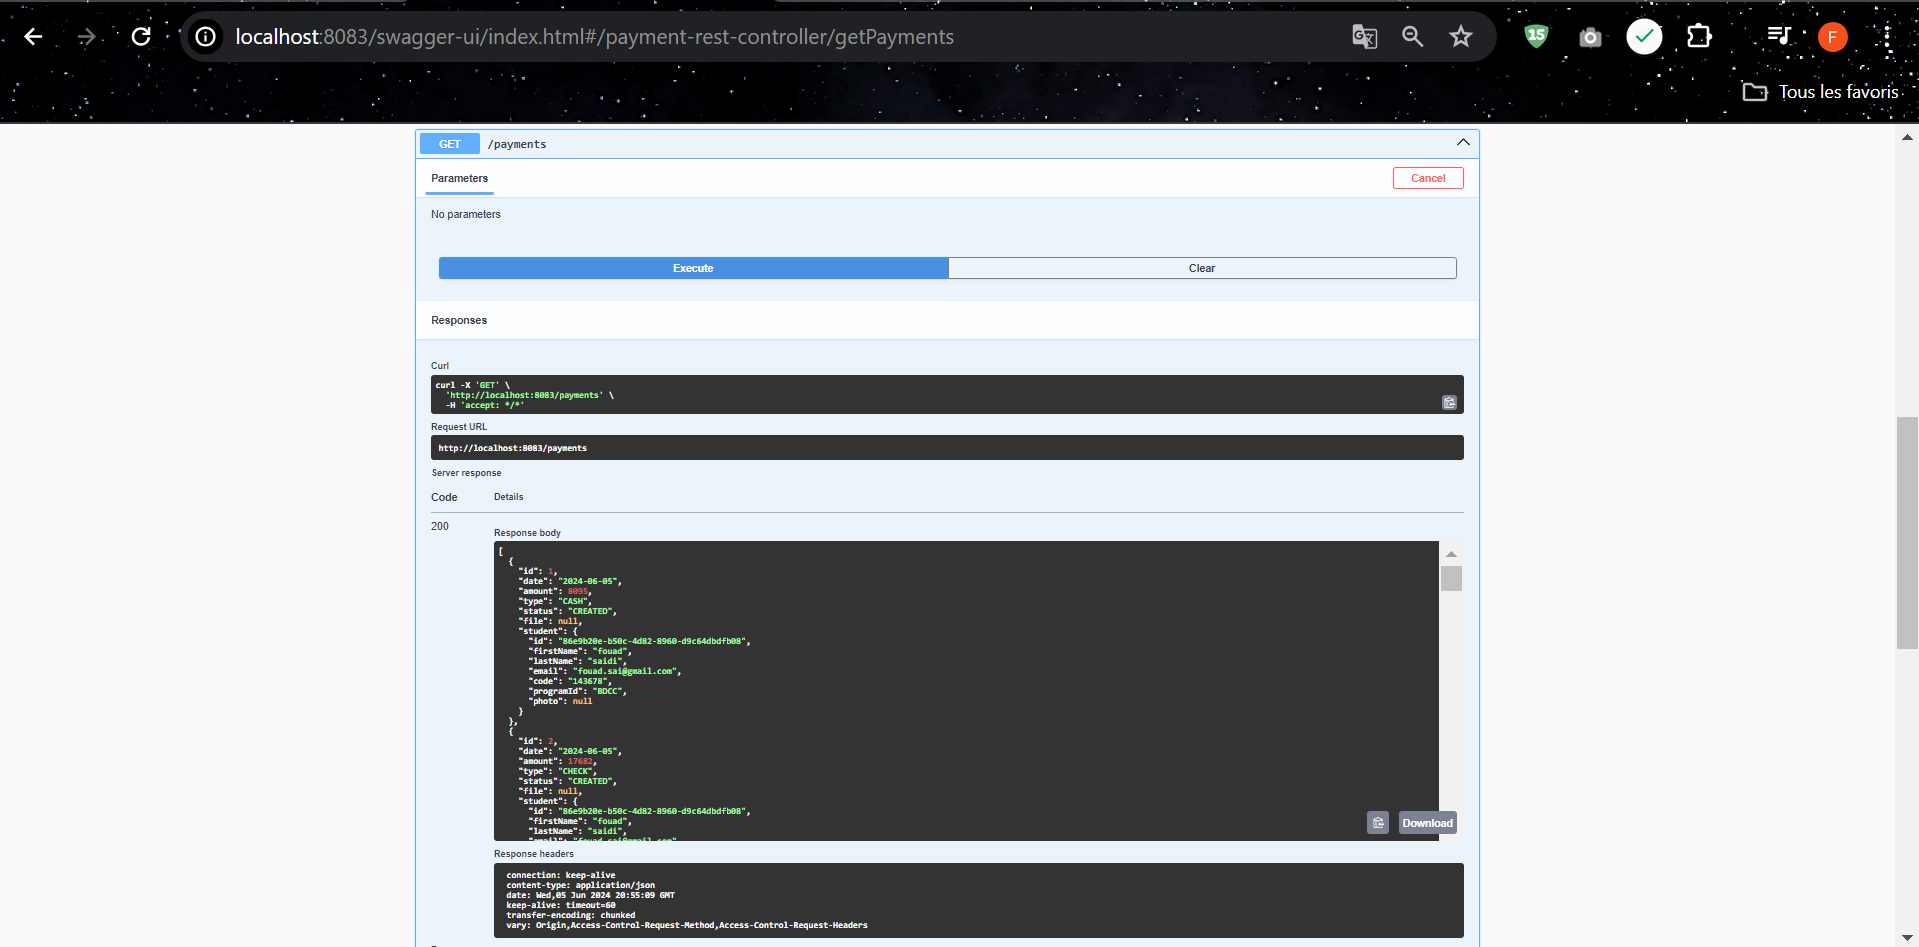 localhost:8083/swagger-ui/index.html#/payment-rest-controller/getPayments
15
F
Tous les favoris
GET /payments
Parameters
Cancel
No parameters
Execute
Clear
Responses
Curl
curl -X 'GET' \
'http://localhost:8083/payments' \
-H 'accept: */*'
Request URL
http://localhost:8083/payments
Server response
Code Details
200
Response body
[
{
"id": 1,
"date": "2024-06-05",
"amount": 8095,
"type": "CASH",
"status": "CREATED",
"file": null,
"student": {
"id": "86e9b20e-b50c-4d82-8960-d9c64dbdfb08",
"firstName": "fouad",
"lastName": "saidi",
"email": "fouad.sai@gmail.com",
"code": "143678",
"programId": "BDCC",
"photo": null
}
},
{
"id": 2,
"date": "2024-06-05",
"amount": 17682,
"type": "CHECK",
"status": "CREATED",
"file": null,
"student": {
"id": "86e9b20e-b50c-4d82-8960-d9c64dbdfb08",
"firstName": "fouad",
"lastName": "saidi",
"email": "fouad.sai@gmail.com",
Download
Response headers
connection: keep-alive
content-type: application/json
date: Wed,05 Jun 2024 20:55:09 GMT
keep-alive: timeout=60
transfer-encoding: chunked
vary: Origin,Access-Control-Request-Method,Access-Control-Request-Headers